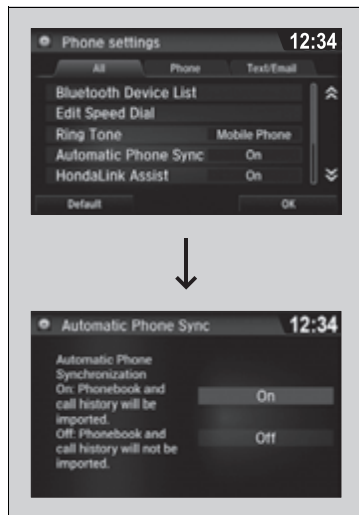 Phone settings 12:34
All Phone Text/Email
Bluetooth Device List
Edit Speed Dial
Ring Tone Mobile Phone
Automatic Phone Sync On
HondaLink Assist On
Default OK
Automatic Phone Sync 12:34
Automatic Phone
Synchronization
On: Phonebook and
call history will be
imported.
Off: Phonebook and
call history will not be
imported.
On
Off